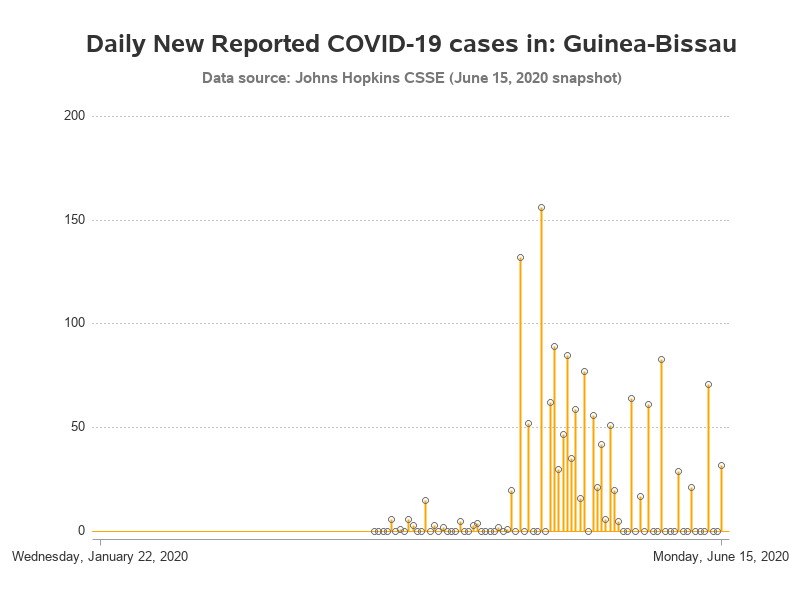 Daily New Reported COVID-19 cases in: Guinea-Bissau
Data source: Johns Hopkins CSSE (June 15, 2020 snapshot)
200
150
100
50
0
Wednesday, January 22, 2020
Monday, June 15, 2020